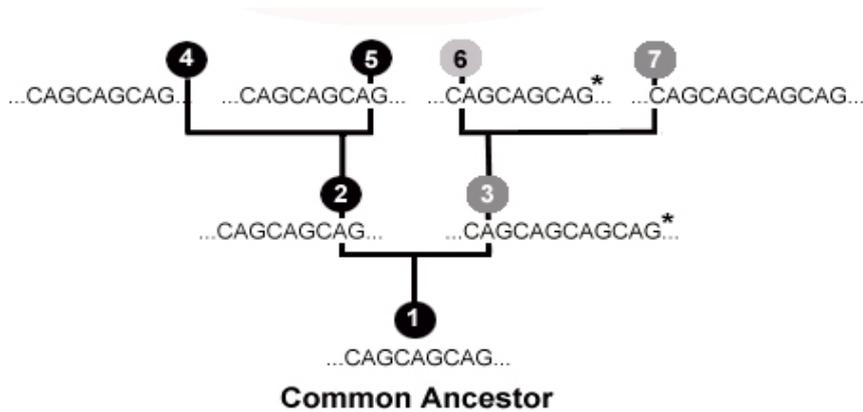 4 5 6 7
...CAGCAGCAG... ...CAGCAGCAG... ...CAGCAGCAG*... ...CAGCAGCAGCAG...
2 3
...CAGCAGCAG... ...CAGCAGCAGCAG*...
1
...CAGCAGCAG...
Common Ancestor